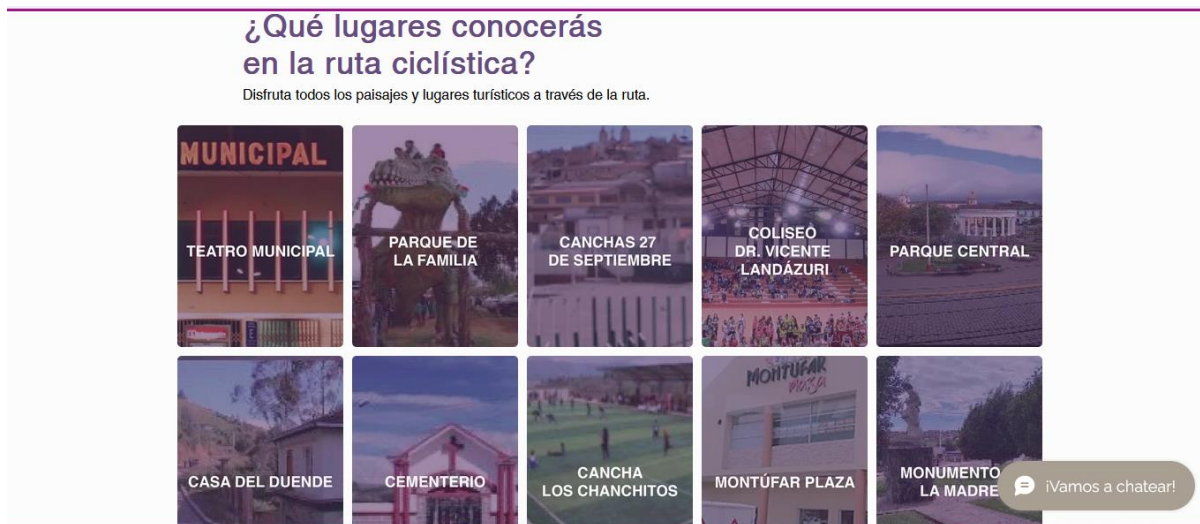 ¿Qué lugares conocerás
en la ruta ciclística?
Disfruta todos los paisajes y lugares turísticos a través de la ruta.
MUNICIPAL
TEATRO MUNICIPAL
PARQUE DE
LA FAMILIA
CANCHAS 27
DE SEPTIEMBRE
COLISEO
DR. VICENTE
LANDÁZURI
PARQUE CENTRAL
CASA DEL DUENDE
CEMENTERIO
CANCHA
LOS CHANCHITOS
MONTUFAR
PLAZA
MONTÚFAR PLAZA
MONUMENTO
LA MADRE
¡Vamos a chatear!